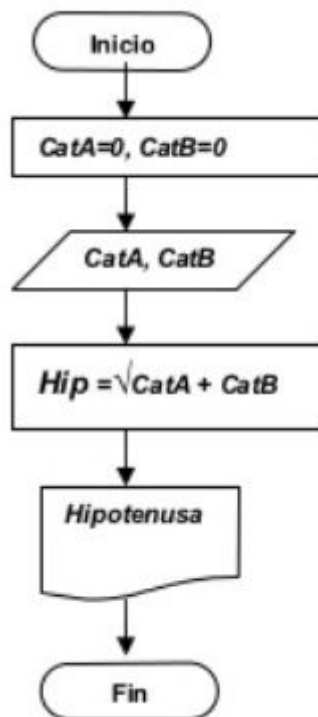 Inicio
CatA=0, CatB=0
CatA, CatB
Hip =√CatA + CatB
Hipotenusa
Fin